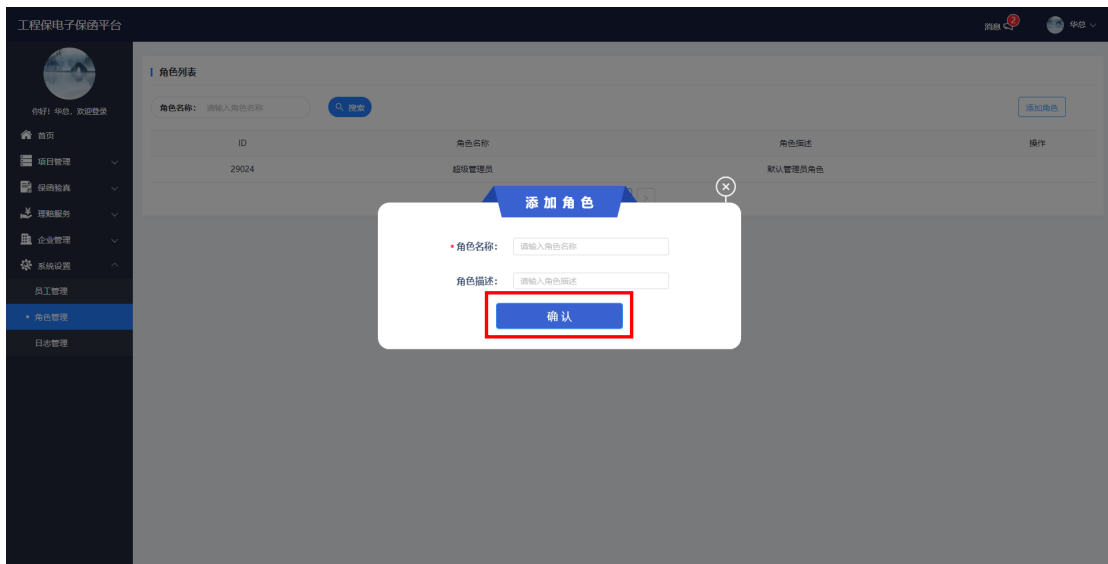 工程保电子保函平台
消息 2 华总
你好！华总，欢迎登录
首页
项目管理
保函验真
理赔服务
企业管理
系统设置
员工管理
角色管理
日志管理
角色列表
角色名称： 请输入角色名称 搜索 添加角色
ID 角色名称 角色描述 操作
29024 超级管理员 默认管理员角色
添加角色
*角色名称： 请输入角色名称
角色描述： 请输入角色描述
确认